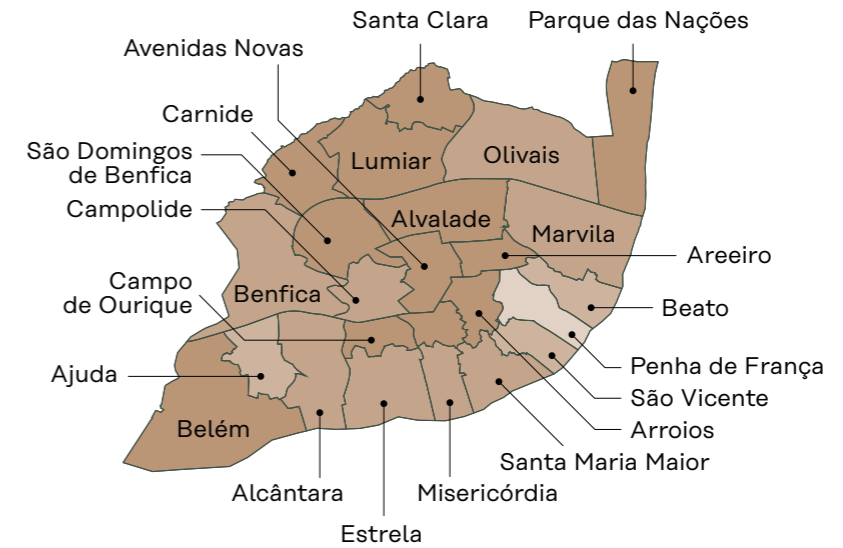 Santa Clara
Parque das Nações
Avenidas Novas
Carnide
São Domingos
de Benfica
Lumiar
Olivais
Campolide
Alvalade
Marvila
Areeiro
Campo
de Ourique
Benfica
Beato
Penha de França
Ajuda
São Vicente
Belém
Arroios
Santa Maria Maior
Alcântara
Misericórdia
Estrela